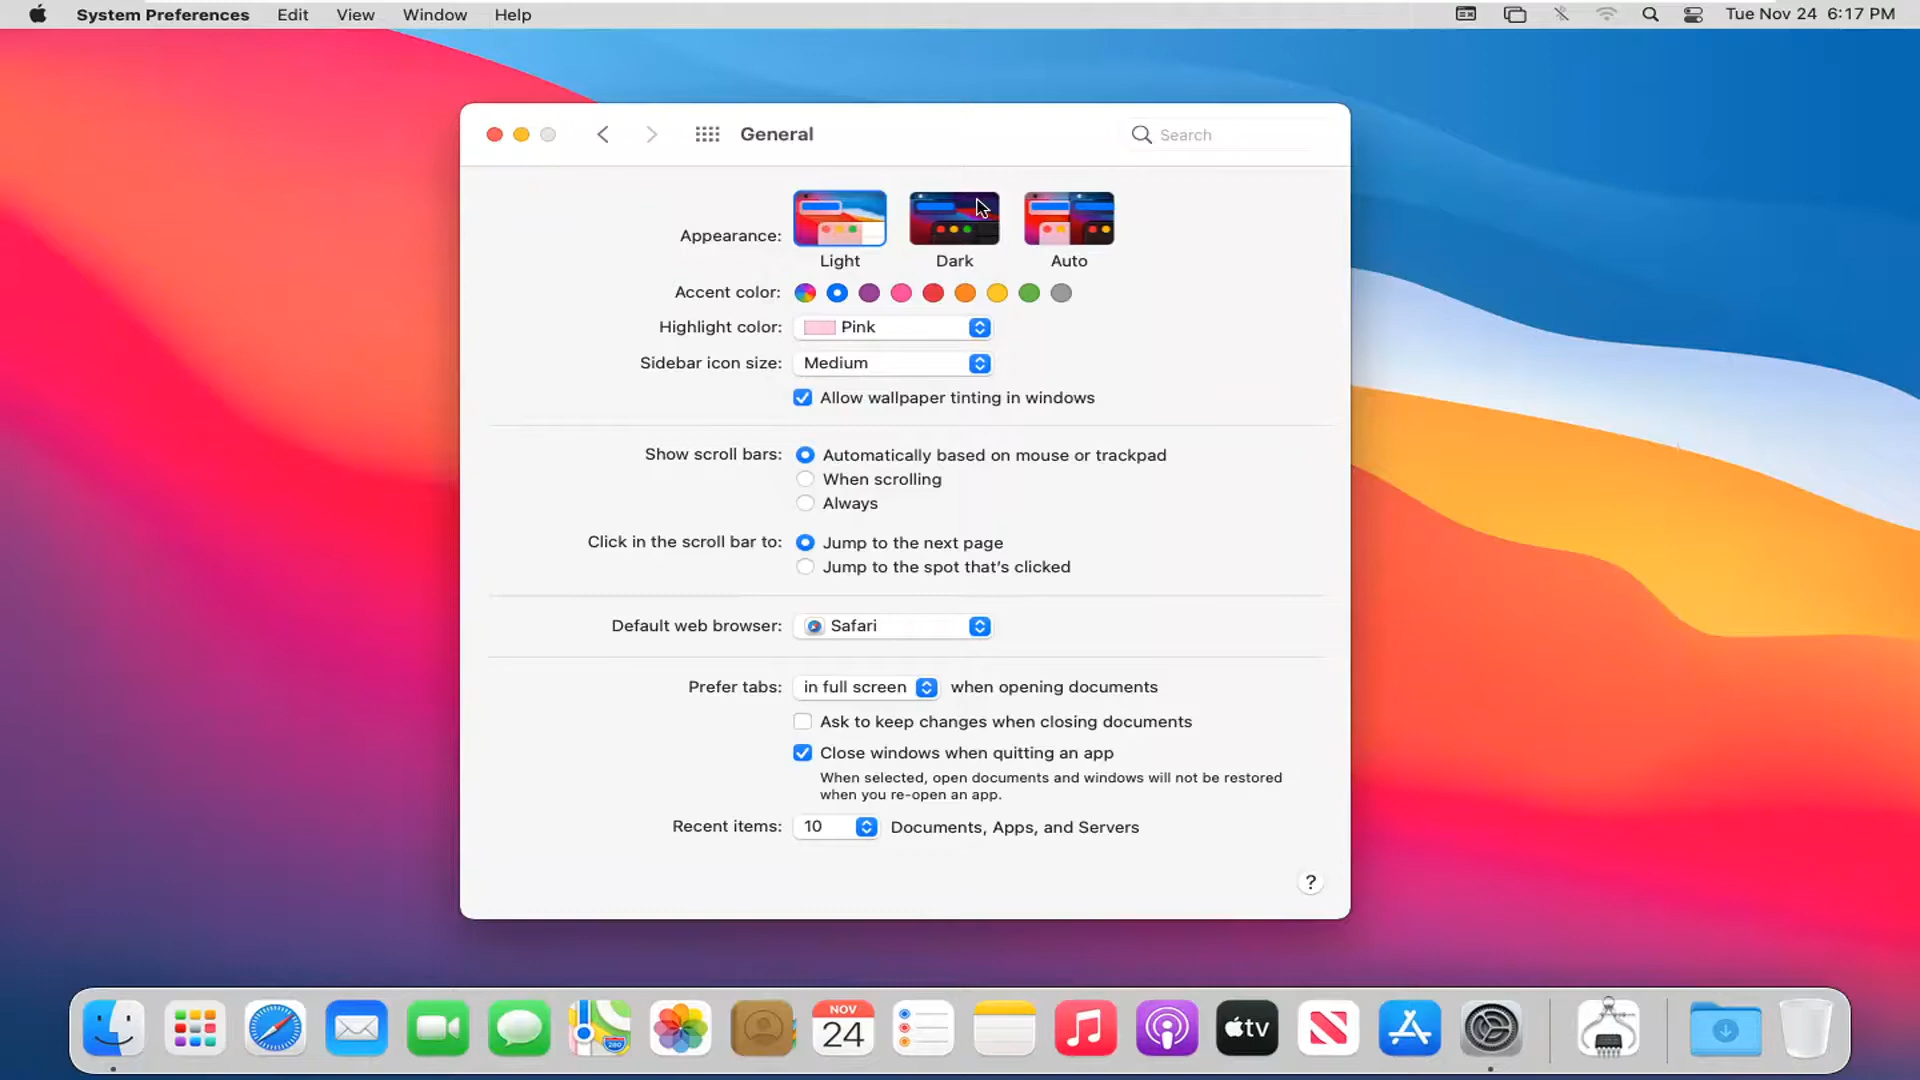 System Preferences Edit View Window Help Tue Nov 24 6:17 PM
General Search
Appearance:
Light Dark Auto
Accent color:
Highlight color: Pink
Sidebar icon size: Medium
Allow wallpaper tinting in windows
Show scroll bars: Automatically based on mouse or trackpad
When scrolling
Always
Click in the scroll bar to: Jump to the next page
Jump to the spot that's clicked
Default web browser: Safari
Prefer tabs: in full screen when opening documents
Ask to keep changes when closing documents
Close windows when quitting an app
When selected, open documents and windows will not be restored
when you re-open an app.
Recent items: 10 Documents, Apps, and Servers
?
NOV
24
280
tv